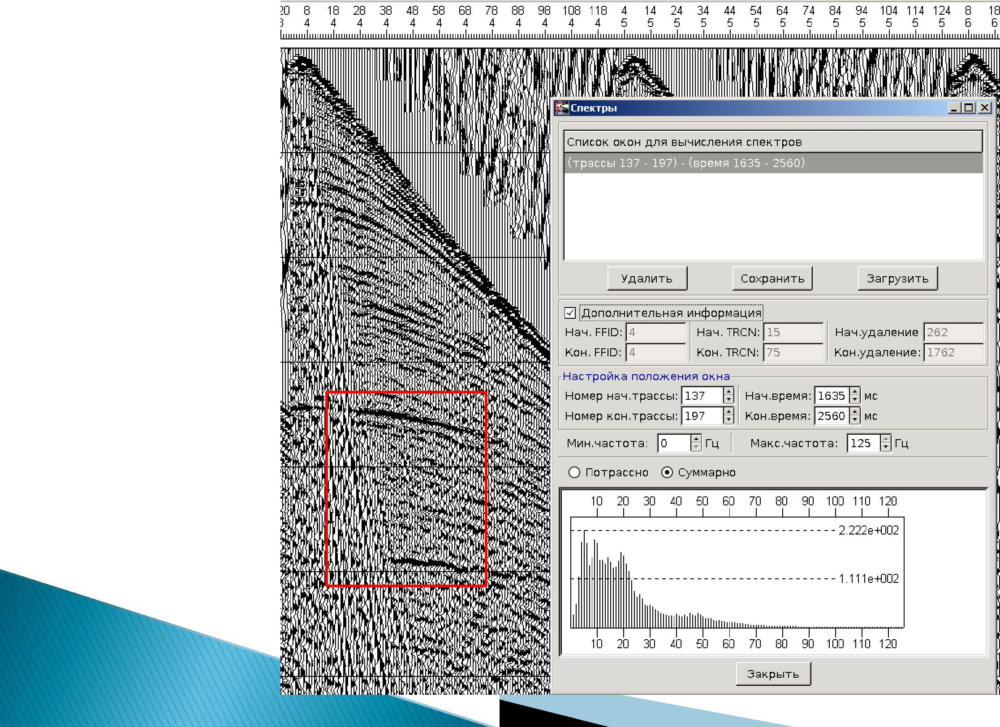 20 8 18 28 38 48 58 68 78 88 98 108 118 4 14 24 34 44 54 64 74 84 94 104 114 124 8 18
3 4 4 4 4 4 4 4 4 4 4 4 4 5 5 5 5 5 5 5 5 5 5 5 5 5 6 6
Спектры
Список окон для вычисления спектров
(трассы 137 - 197) - (время 1635 - 2560)
Удалить Сохранить Загрузить
Дополнительная информация
Нач. FFID: 4 Нач. TRCN: 15 Нач.удаление 262
Кон. FFID: 4 Кон. TRCN: 75 Кон.удаление: 1762
Настройка положения окна
Номер нач.трассы: 137 Нач.время: 1635 мс
Номер кон.трассы: 197 Кон.время: 2560 мс
Мин.частота: 0 Гц Макс.частота: 125 Гц
Потрассно Суммарно
10 20 30 40 50 60 70 80 90 100 110 120
2.222e+002
1.111e+002
10 20 30 40 50 60 70 80 90 100 110 120
Закрыть